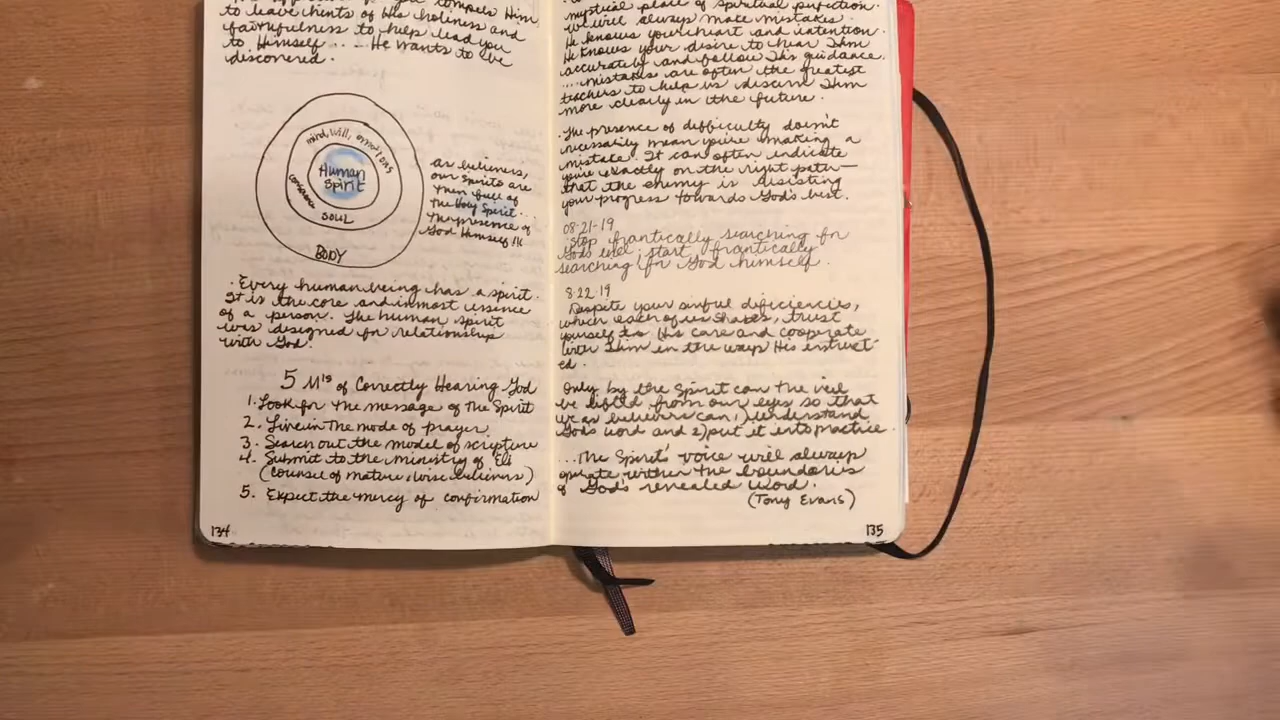 to leave hints of His holiness and
faithfulness to help lead you
to Himself .... He wants to be
discovered.
mind, will, emotions
conscience
Human
Spirit
SOUL
BODY
as believers,
our spirits are
then full of
the Holy Spirit...
the presence of
God Himself!!
· Every human being has a spirit.
It is the core and inmost essence
of a person. The human spirit
was designed for relationship
with God.
5 M's of Correctly Hearing God
1. Look for the message of the Spirit
2. Live in the mode of prayer
3. Search out the model of scripture
4. Submit to the ministry of Eli
(counsel of mature, wise believers)
5. Expect the mercy of confirmation
134
mystical place of spiritual perfection.
We will always make mistakes.
He knows your heart and intention.
He knows your desire to hear Him
accurately and follow His guidance.
....mistakes are often the greatest
teachers to help us discern Him
more clearly in the future.
· The presence of difficulty doesn't
necessarily mean you're making a
mistake. It can often indicate
you're exactly on the right path—
that the enemy is resisting
your progress towards God's best.
08-21-19
Stop frantically searching for
God's will. Start frantically
searching for God himself.
8.22.19
Despite your sinful deficiencies,
which each of us shares, trust
yourself to His care and cooperate
with Him in the ways His instruct-
ed.
Only by the Spirit can the veil
be lifted from our eyes so that
we as believers can 1) understand
God's word and 2) put it into practice.
...The Spirit's voice will always
operate within the boundaries
of God's revealed word.
(Tony Evans)
135